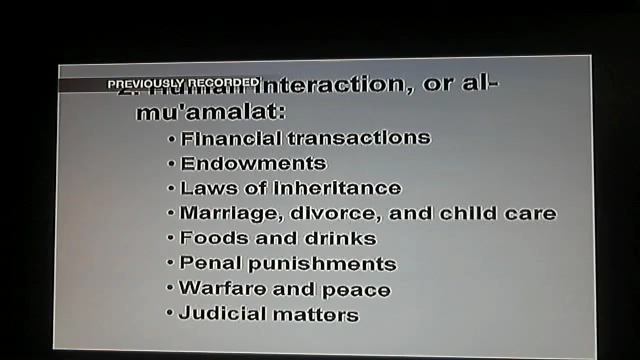 PREVIOUSLY RECORDED
2. Human interaction, or al-
mu'amalat:
• Financial transactions
• Endowments
• Laws of inheritance
• Marriage, divorce, and child care
• Foods and drinks
• Penal punishments
• Warfare and peace
• Judicial matters